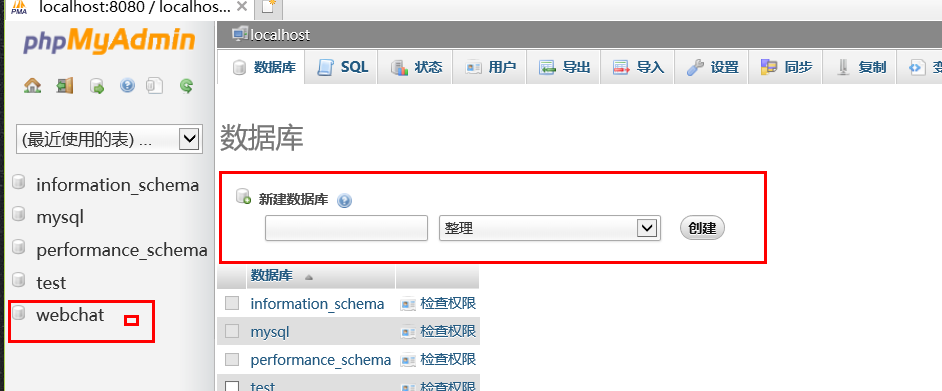 localhost:8080 / localhos...
PMA
phpMyAdmin
localhost
数据库
SQL
状态
用户
导出
导入
设置
同步
复制
(最近使用的表) ...
information_schema
mysql
performance_schema
test
webchat
数据库
新建数据库
整理
创建
数据库
information_schema 检查权限
mysql 检查权限
performance_schema 检查权限
test 检查权限